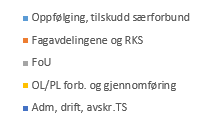 Oppfølging, tilskudd særforbund
Fagavdelingene og RKS
FoU
OL/PL forb. og gjennomføring
Adm, drift, avskr.TS